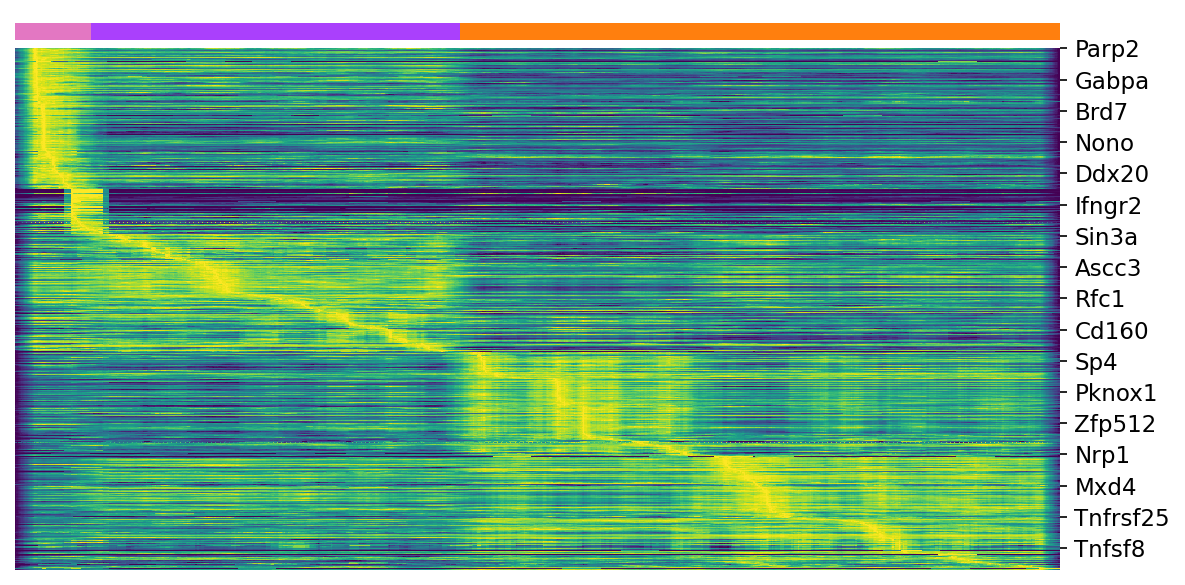 Parp2
Gabpa
Brd7
Nono
Ddx20
Ifngr2
Sin3a
Ascc3
Rfc1
Cd160
Sp4
Pknox1
Zfp512
Nrp1
Mxd4
Tnfrsf25
Tnfsf8